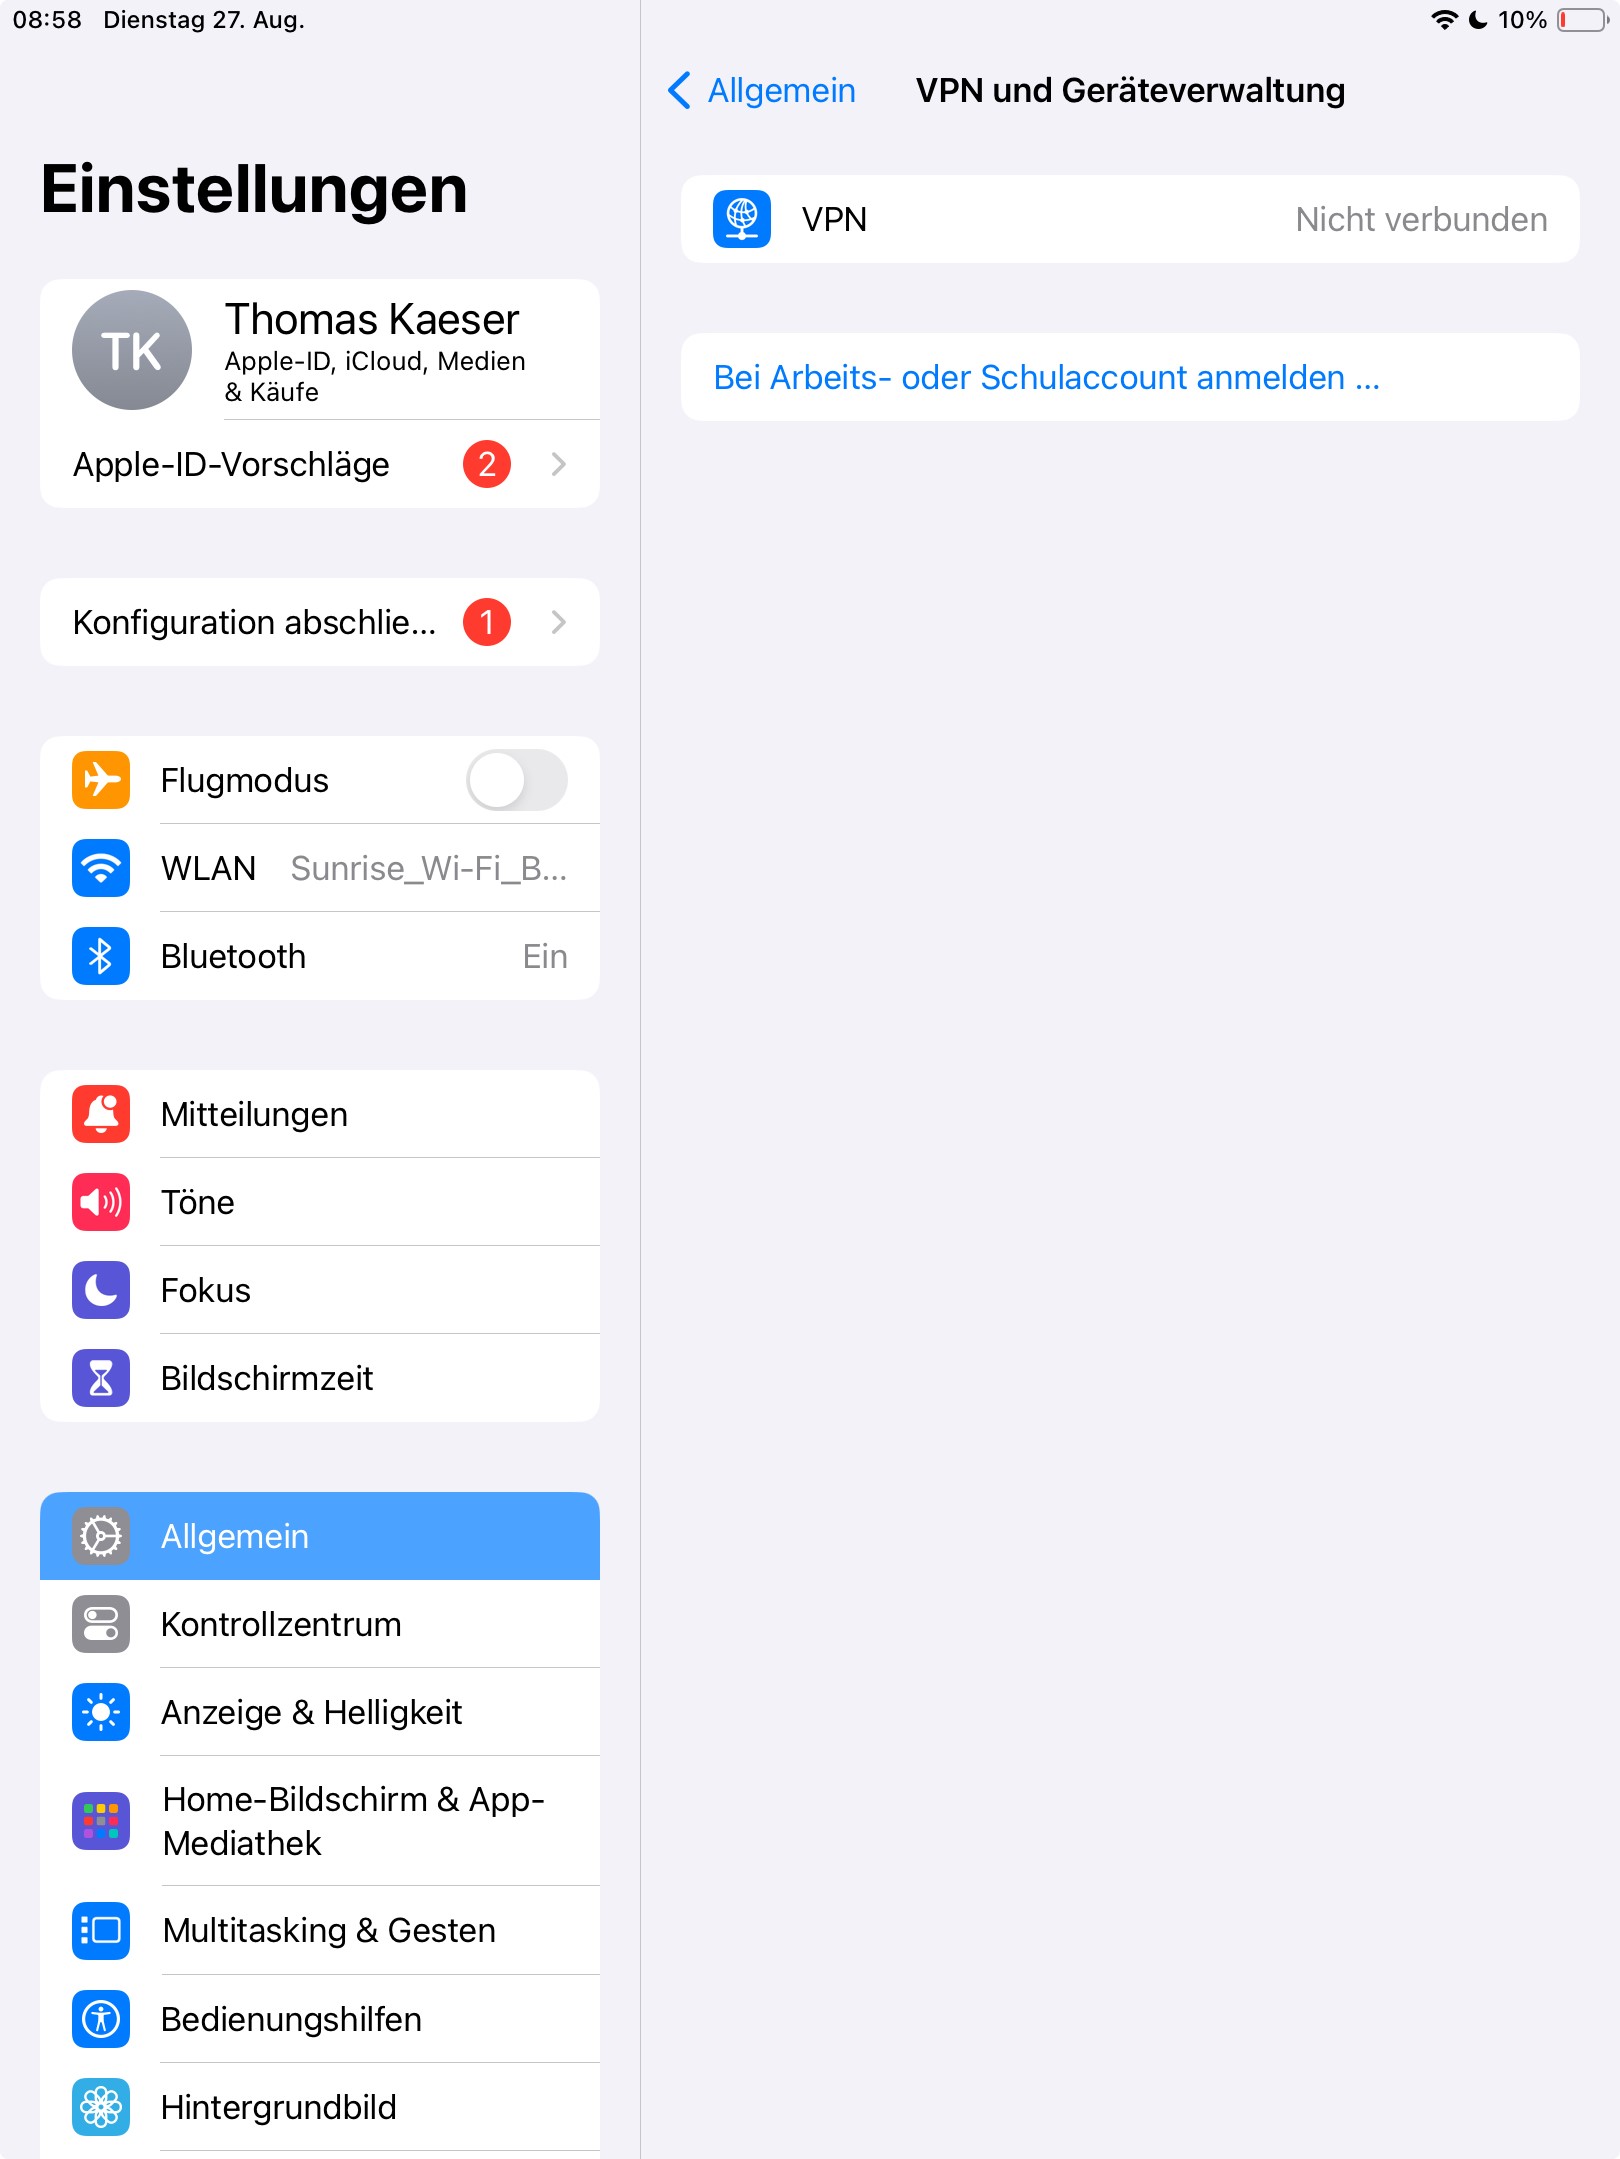 08:58 Dienstag 27. Aug.
10%
Einstellungen
TK
Thomas Kaeser
Apple-ID, iCloud, Medien
& Käufe
Apple-ID-Vorschläge 2
Konfiguration abschlie... 1
Flugmodus
WLAN Sunrise_Wi-Fi_B...
Bluetooth Ein
Mitteilungen
Töne
Fokus
Bildschirmzeit
Allgemein
Kontrollzentrum
Anzeige & Helligkeit
Home-Bildschirm & App-
Mediathek
Multitasking & Gesten
Bedienungshilfen
Hintergrundbild
Allgemein
VPN und Geräteverwaltung
VPN Nicht verbunden
Bei Arbeits- oder Schulaccount anmelden ...